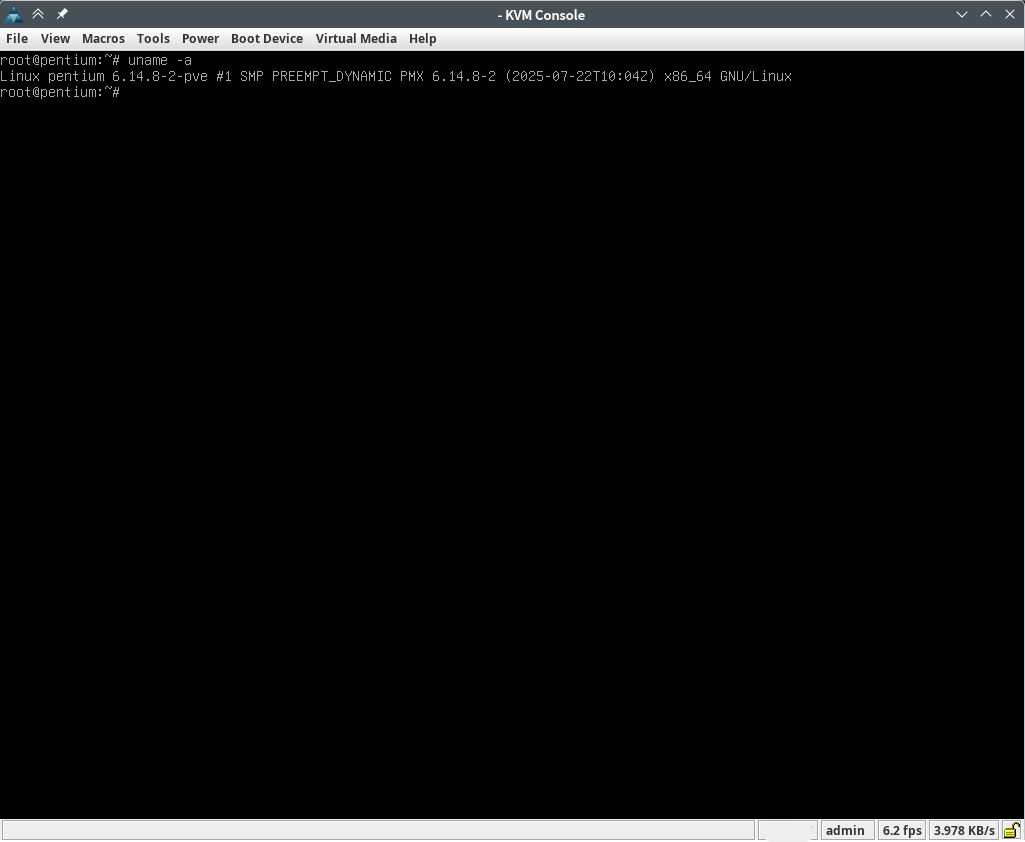 - KVM Console
File View Macros Tools Power Boot Device Virtual Media Help
root@pentium:~# uname -a
Linux pentium 6.14.8-2-pve #1 SMP PREEMPT_DYNAMIC PMX 6.14.8-2 (2025-07-22T10:04Z) x86_64 GNU/Linux
root@pentium:~#
admin 6.2 fps 3.978 KB/s